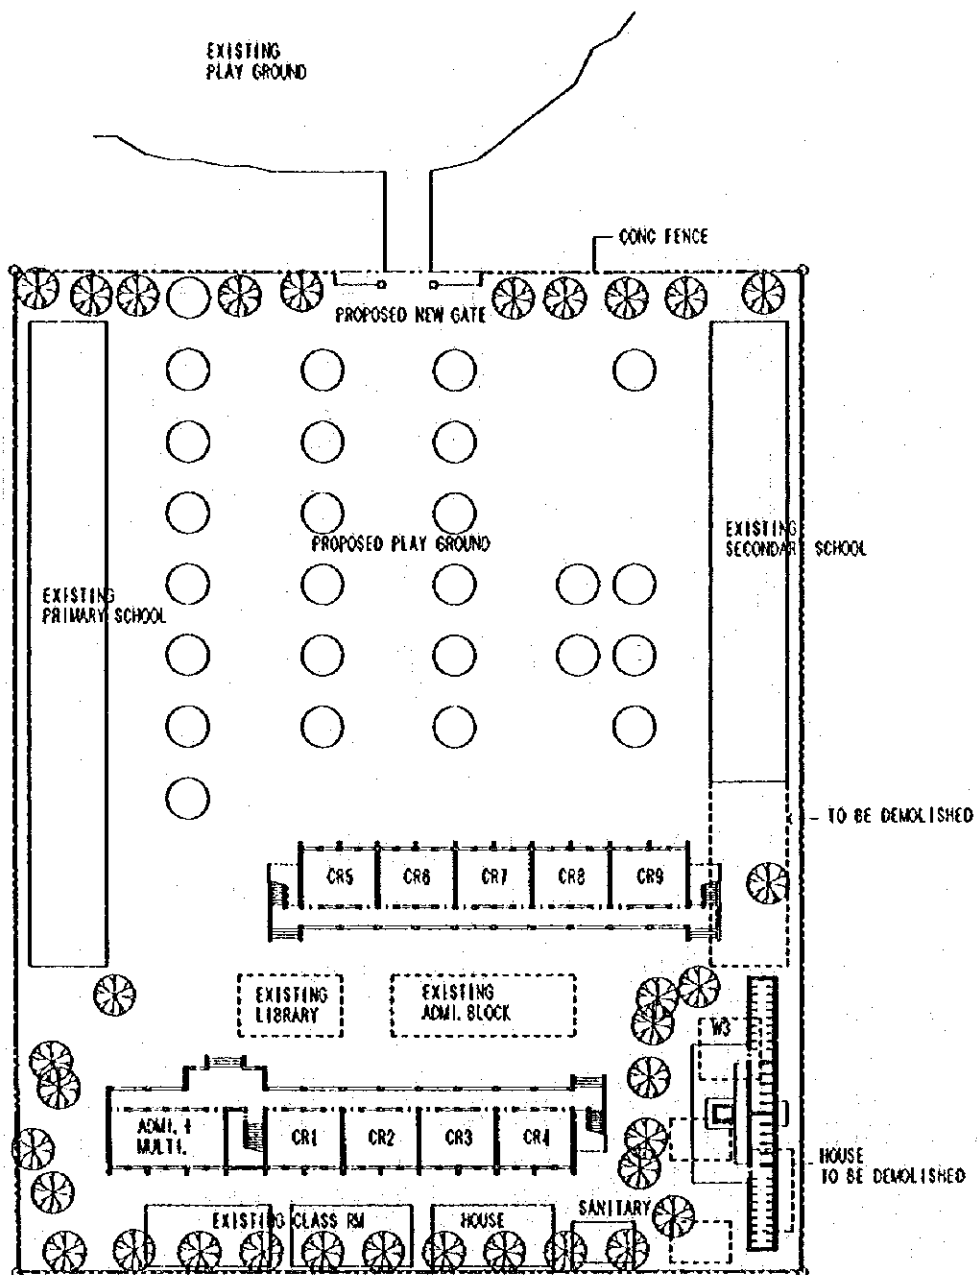 EXISTING
PLAY GROUND
CONC FENCE
PROPOSED NEW GATE
PROPOSED PLAY GROUND
EXISTING
SECONDARY SCHOOL
EXISTING
PRIMARY SCHOOL
TO BE DEMOLISHED
CR5
CR6
CR7
CR8
CR9
EXISTING
LIBRARY
EXISTING
ADMI. BLOCK
W3
ADMI. &
MULTI.
CR1
CR2
CR3
CR4
HOUSE
TO BE DEMOLISHED
EXISTING CLASS RM
HOUSE
SANITARY